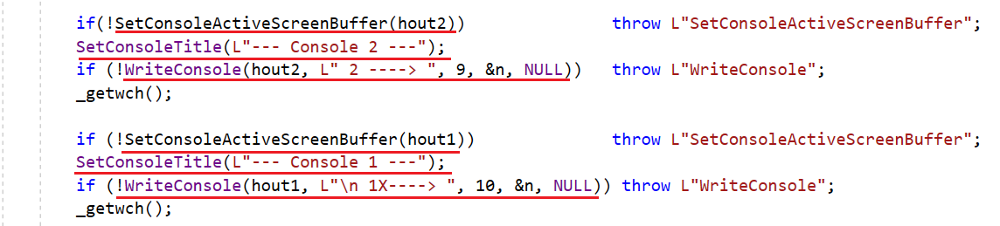 if(!SetConsoleActiveScreenBuffer(hout2)) throw L"SetConsoleActiveScreenBuffer";
SetConsoleTitle(L"--- Console 2 ---");
if (!WriteConsole(hout2, L" 2 ----> ", 9, &n, NULL)) throw L"WriteConsole";
_getwch();
if (!SetConsoleActiveScreenBuffer(hout1)) throw L"SetConsoleActiveScreenBuffer";
SetConsoleTitle(L"--- Console 1 ---");
if (!WriteConsole(hout1, L"\n 1X----> ", 10, &n, NULL)) throw L"WriteConsole";
_getwch();